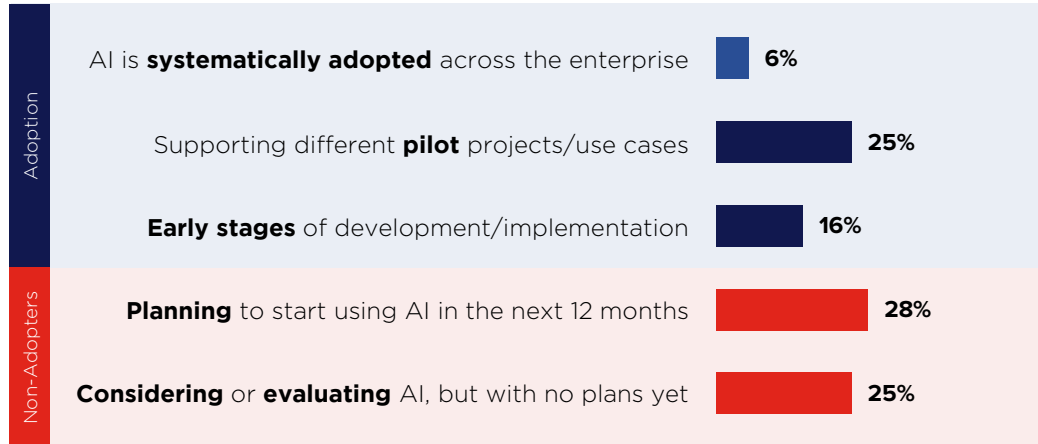 Adoption
AI is systematically adopted across the enterprise 6%
Supporting different pilot projects/use cases 25%
Early stages of development/implementation 16%
Non-Adopters
Planning to start using AI in the next 12 months 28%
Considering or evaluating AI, but with no plans yet 25%